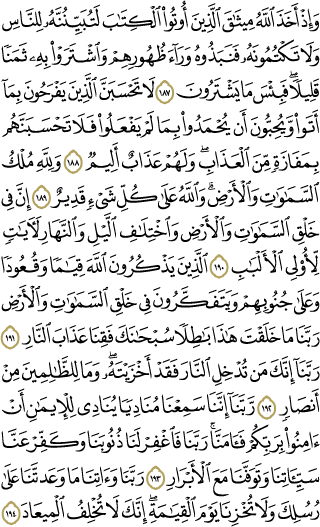 وَإِذۡ أَخَذَ ٱللَّهُ مِيثَٰقَ ٱلَّذِينَ أُوتُواْ ٱلۡكِتَٰبَ لَتُبَيِّنُنَّهُۥ لِلنَّاسِ
وَلَا تَكۡتُمُونَهُۥ فَنَبَذُوهُ وَرَآءَ ظُهُورِهِمۡ وَٱشۡتَرَوۡاْ بِهِۦ ثَمَنٗا
قَلِيلٗاۖ فَبِئۡسَ مَا يَشۡتَرُونَ ١٨٧ لَا تَحۡسَبَنَّ ٱلَّذِينَ يَفۡرَحُونَ بِمَآ
أَتَواْ وَّيُحِبُّونَ أَن يُحۡمَدُواْ بِمَا لَمۡ يَفۡعَلُواْ فَلَا تَحۡسَبَنَّهُم
بِمَفَازَةٖ مِّنَ ٱلۡعَذَابِۖ وَلَهُمۡ عَذَابٌ أَلِيمٞ ١٨٨ وَلِلَّهِ مُلۡكُ
ٱلسَّمَٰوَٰتِ وَٱلۡأَرۡضِۗ وَٱللَّهُ عَلَىٰ كُلِّ شَيۡءٖ قَدِيرٌ ١٨٩ إِنَّ فِي
خَلۡقِ ٱلسَّمَٰوَٰتِ وَٱلۡأَرۡضِ وَٱخۡتِلَٰفِ ٱلَّيۡلِ وَٱلنَّهَارِ لَأٓيَٰتٖ
لِّأُوْلِي ٱلۡأَلۡبَٰبِ ١٩٠ ٱلَّذِينَ يَذۡكُرُونَ ٱللَّهَ قِيَٰمٗا وَقُعُودٗا
وَعَلَىٰ جُنُوبِهِمۡ وَيَتَفَكَّرُونَ فِي خَلۡقِ ٱلسَّمَٰوَٰتِ وَٱلۡأَرۡضِ
رَبَّنَا مَا خَلَقۡتَ هَٰذَا بَٰطِلٗا سُبۡحَٰنَكَ فَقِنَا عَذَابَ ٱلنَّارِ ١٩١
رَبَّنَآ إِنَّكَ مَن تُدۡخِلِ ٱلنَّارَ فَقَدۡ أَخۡزَيۡتَهُۥۖ وَمَا لِلظَّٰلِمِينَ مِنۡ
أَنصَارٖ ١٩٢ رَّبَّنَآ إِنَّنَا سَمِعۡنَا مُنَادِيٗا يُنَادِي لِلۡإِيمَٰنِ أَنۡ
ءَامِنُواْ بِرَبِّكُمۡ فَـَٔامَنَّاۚ رَبَّنَا فَٱغۡفِرۡ لَنَا ذُنُوبَنَا وَكَفِّرۡ عَنَّا
سَيِّـَٔاتِنَا وَتَوَفَّنَا مَعَ ٱلۡأَبۡرَارِ ١٩٣ رَبَّنَا وَءَاتِنَا مَا وَعَدتَّنَا عَلَىٰ
رُسُلِكَ وَلَا تُخۡزِنَا يَوۡمَ ٱلۡقِيَٰمَةِۖ إِنَّكَ لَا تُخۡلِفُ ٱلۡمِيعَادَ ١٩٤